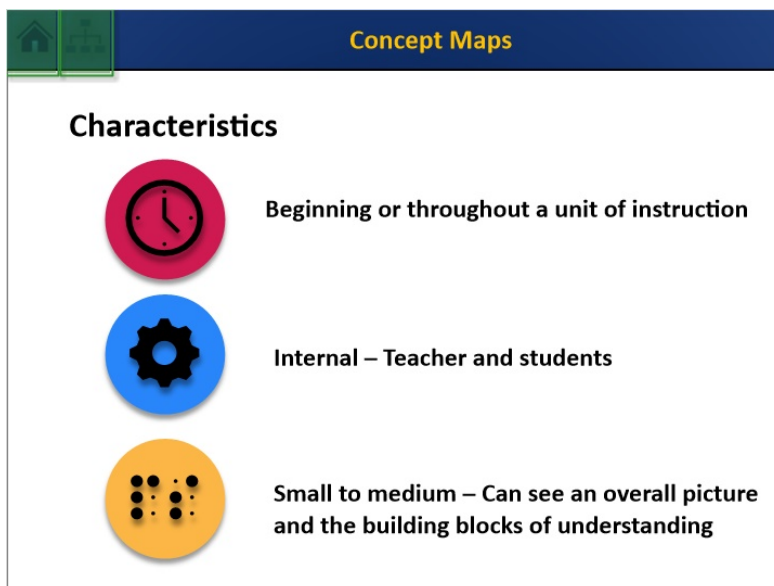 Concept Maps
Characteristics
Beginning or throughout a unit of instruction
Internal – Teacher and students
Small to medium – Can see an overall picture
and the building blocks of understanding